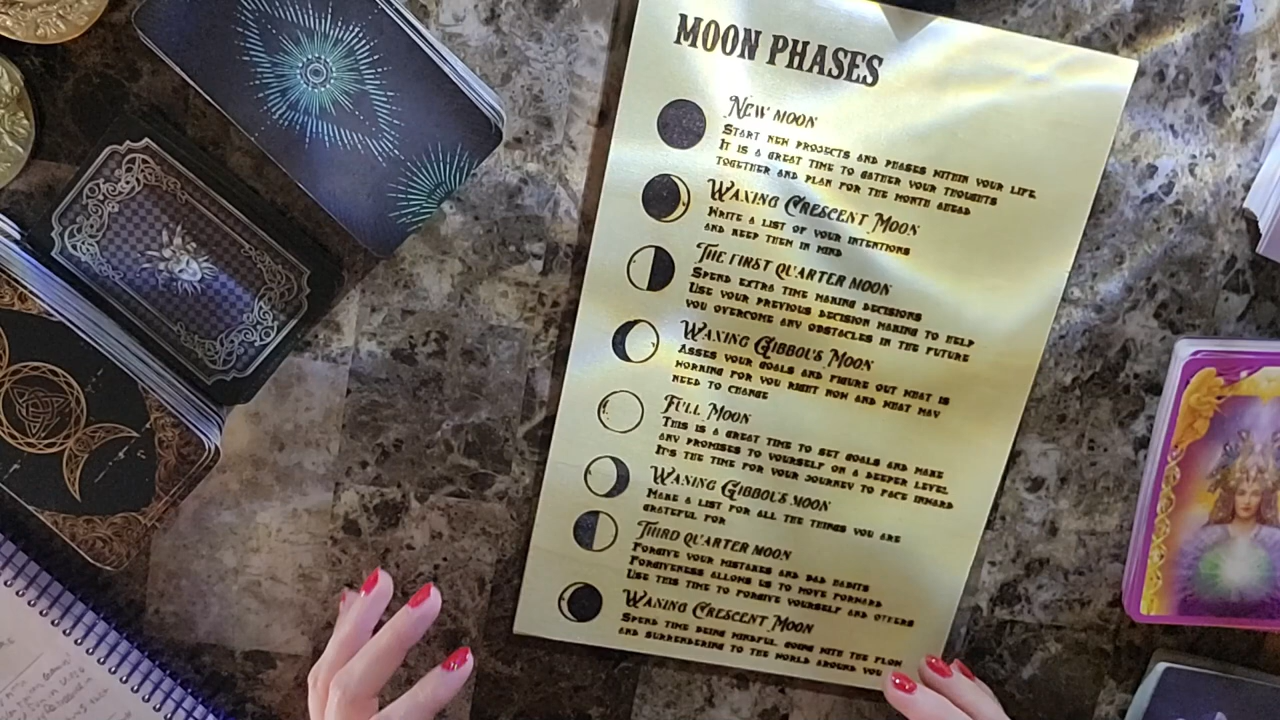 MOON PHASES
NEW MOON
START NEW PROJECTS AND PHASES WITHIN YOUR LIFE.
IT IS A GREAT TIME TO GATHER YOUR THOUGHTS
TOGETHER AND PLAN FOR THE MONTH AHEAD
WAXING CRESCENT MOON
WRITE A LIST OF YOUR INTENTIONS
AND KEEP THEM IN MIND
THE FIRST QUARTER MOON
SPEND EXTRA TIME MAKING DECISIONS
USE YOUR PREVIOUS DECISION MAKING TO HELP
YOU OVERCOME ANY OBSTACLES IN THE FUTURE
WAXING GIBBOUS MOON
ASSES YOUR GOALS AND FIGURE OUT WHAT IS
WORKING FOR YOU RIGHT NOW AND WHAT MAY
NEED TO CHANGE
FULL MOON
THIS IS A GREAT TIME TO SET GOALS AND MAKE
ANY PROMISES TO YOURSELF ON A DEEPER LEVEL
IT'S THE TIME FOR YOUR JOURNEY TO FACE INWARD
WANING GIBBOUS MOON
MAKE A LIST FOR ALL THE THINGS YOU ARE
GRATEFUL FOR
THIRD QUARTER MOON
FORGIVE YOUR MISTAKES AND BAD HABITS
FORGIVENESS ALLOWS US TO MOVE FORWARD
USE THIS TIME TO FORGIVE YOURSELF AND OTHERS
WANING CRESCENT MOON
SPEND TIME BEING MINDFUL, GOING WITH THE FLOW
AND SURRENDERING TO THE WORLD AROUND YOU